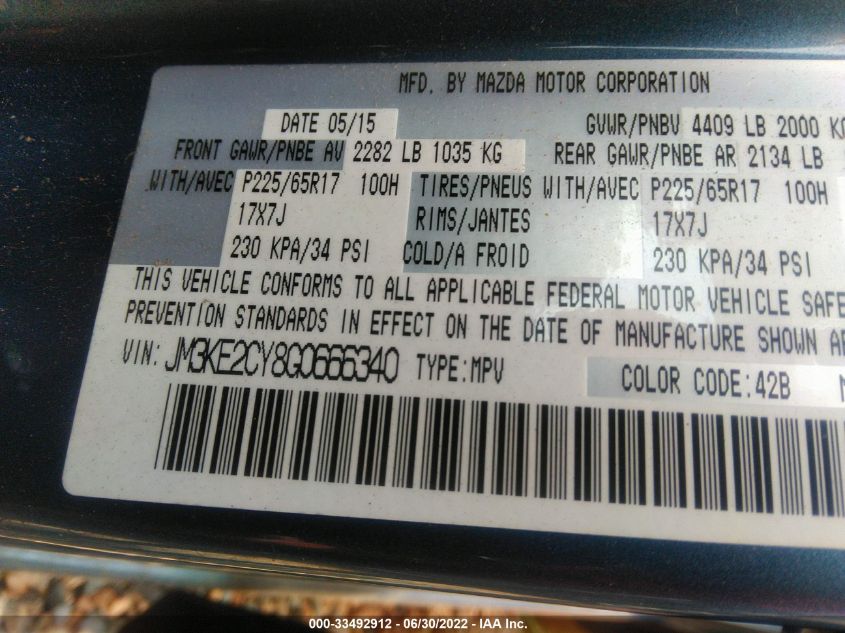 MFD. BY MAZDA MOTOR CORPORATION
DATE 05/15 GVWR/PNBV 4409 LB 2000 KG
FRONT GAWR/PNBE AV 2282 LB 1035 KG REAR GAWR/PNBE AR 2134 LB
WITH/AVEC P225/65R17 100H TIRES/PNEUS WITH/AVEC P225/65R17 100H
17X7J RIMS/JANTES 17X7J
230 KPA/34 PSI COLD/A FROID 230 KPA/34 PSI
THIS VEHICLE CONFORMS TO ALL APPLICABLE FEDERAL MOTOR VEHICLE SAFE
PREVENTION STANDARDS IN EFFECT ON THE DATE OF MANUFACTURE SHOWN
VIN: JM3KE2CY8G0666340 TYPE:MPV COLOR CODE:42B
000-33492912 - 06/30/2022 - © IAA Inc.